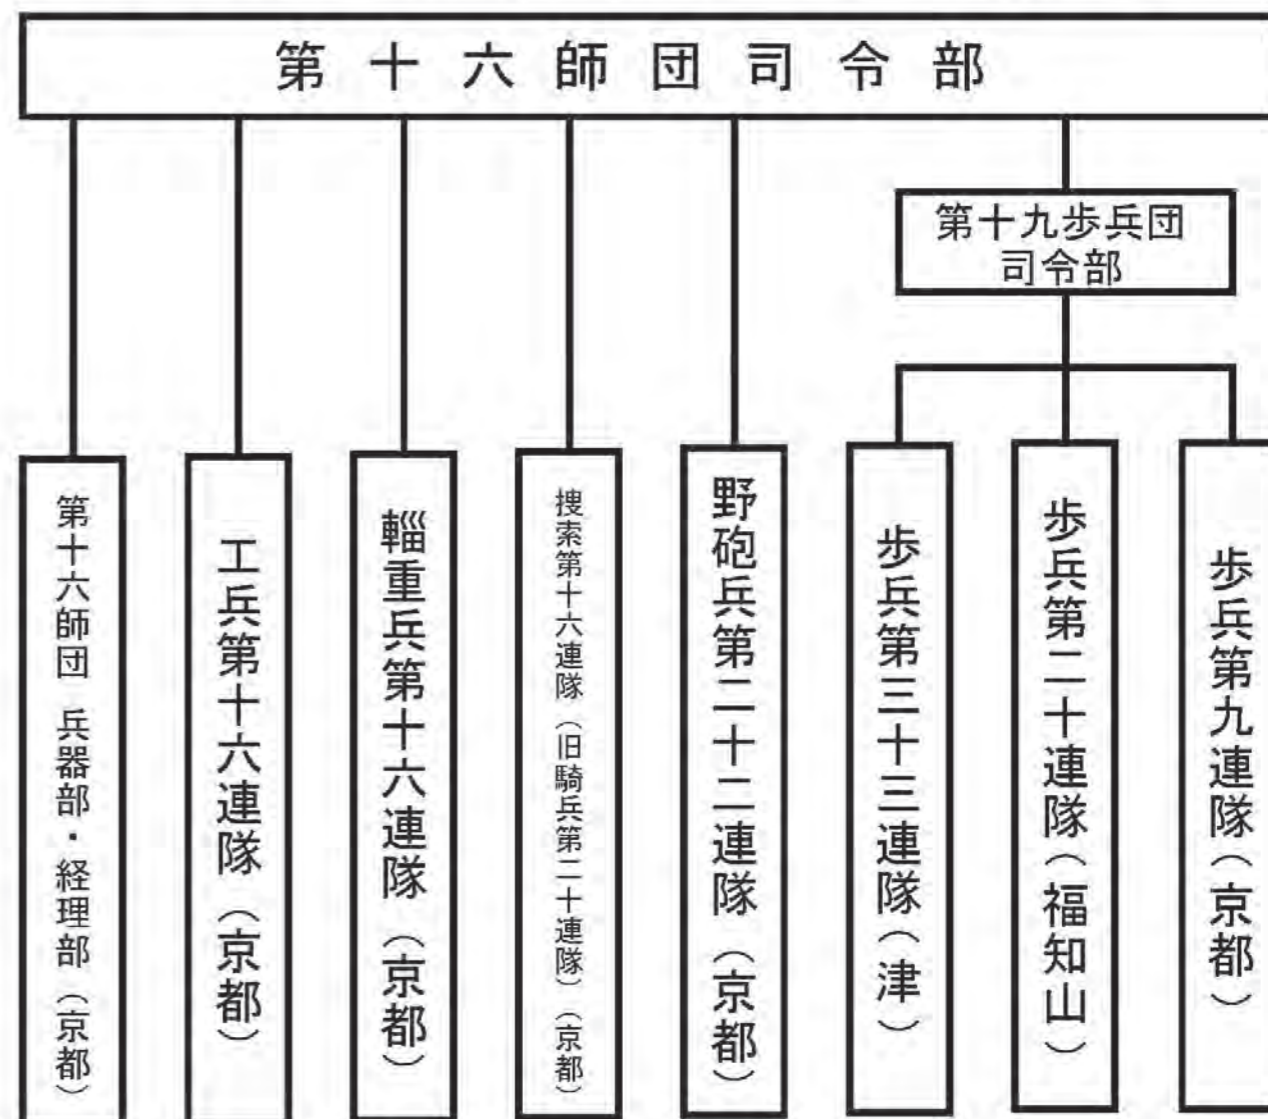 第十六師団司令部
第十九歩兵団
司令部
歩兵第九連隊（京都）
歩兵第二十連隊（福知山）
歩兵第三十三連隊（津）
野砲兵第二十二連隊（京都）
捜索第十六連隊（旧騎兵第二十連隊）（京都）
輜重兵第十六連隊（京都）
工兵第十六連隊（京都）
第十六師団 兵器部・経理部（京都）